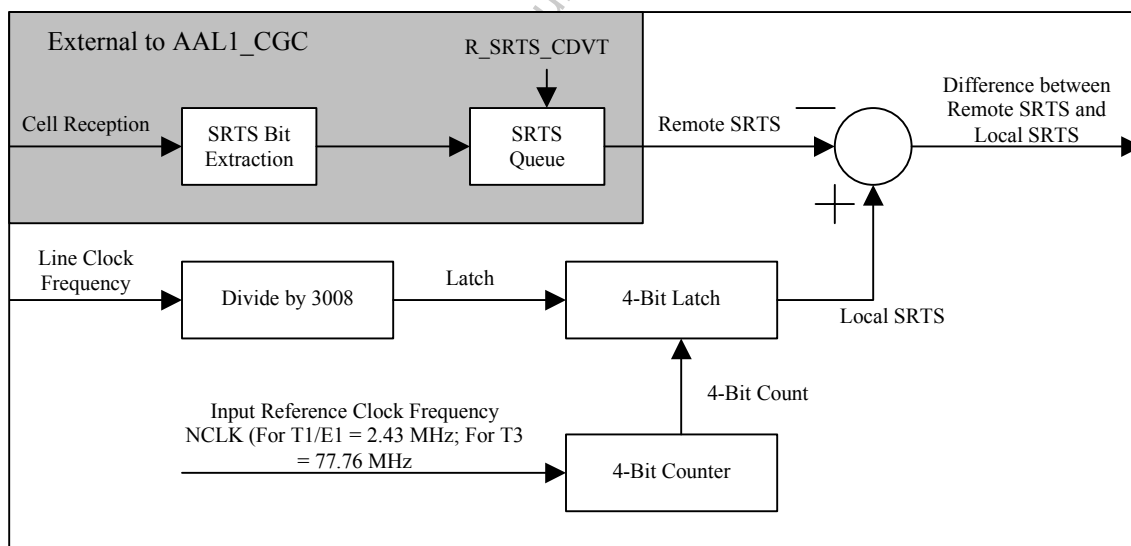 External to AAL1_CGC
R_SRTS_CDVT
Cell Reception
SRTS Bit
Extraction
SRTS
Queue
Remote SRTS
Difference between
Remote SRTS and
Local SRTS
Line Clock
Frequency
Divide by 3008
Latch
4-Bit Latch
Local SRTS
4-Bit Count
Input Reference Clock Frequency
NCLK (For T1/E1 = 2.43 MHz; For T3
= 77.76 MHz
4-Bit Counter